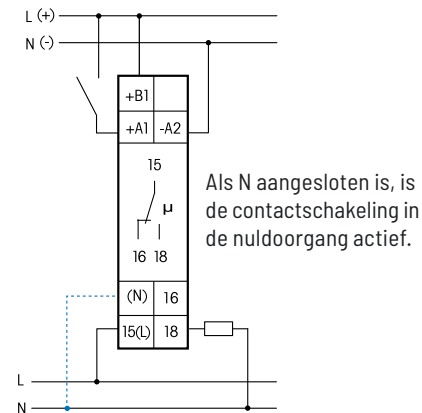 L (+)
N (-)
+B1
+A1 -A2
15
µ
16 18
Als N aangesloten is, is
de contactschakeling in
de nuldoorgang actief.
(N) 16
15(L) 18
L
N